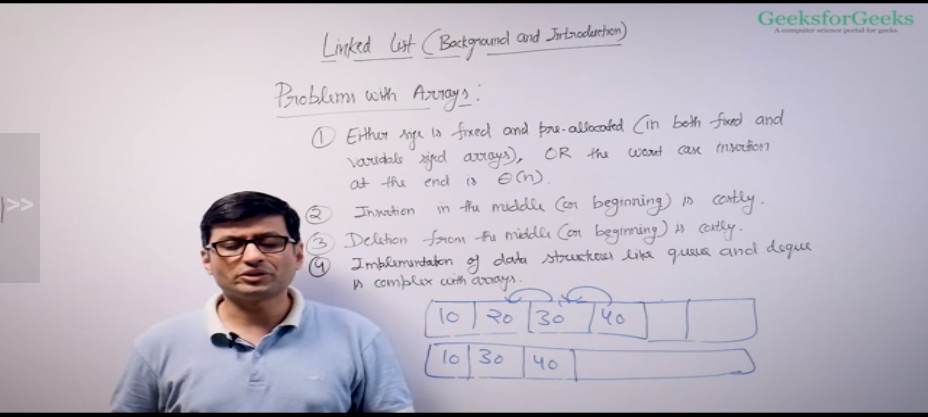 GeeksforGeeks
A computer science portal for geeks
Linked List (Background and Introduction)
Problems with Arrays:
① Either size is fixed and pre-allocated (in both fixed and
variable sized arrays), OR the worst case insertion
at the end is Θ(n).
② Insertion in the middle (or beginning) is costly.
③ Deletion from the middle (or beginning) is costly.
④ Implementation of data structures like queue and deque
is complex with arrays.
10 20 30 40
10 30 40
>>